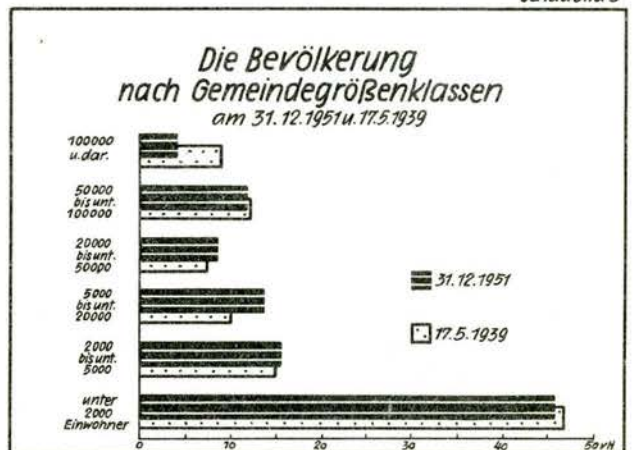 Die Bevölkerung
nach Gemeindegrößenklassen
am 31.12.1951 u. 17.5.1939
100000
u. dar.
50000
bis unt.
100000
20000
bis unt.
50000
5000
bis unt.
20000
2000
bis unt.
5000
unter
2000
Einwohner
31.12.1951
17.5.1939
0 10 20 30 40 50 vH